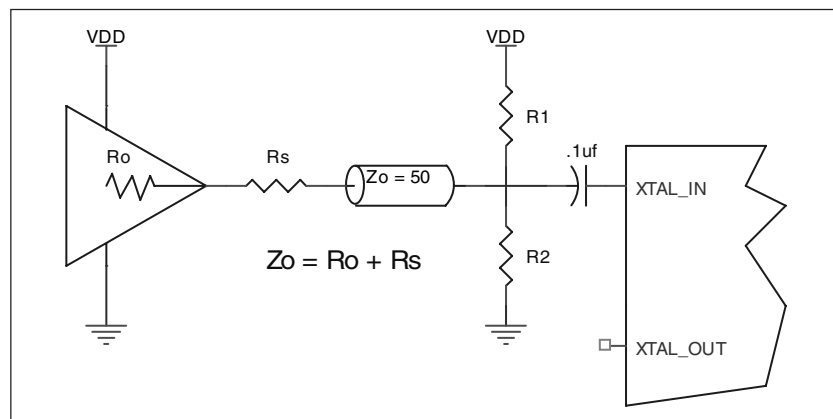 VDD
VDD
R1
Ro
Rs
.1uf
Zo = 50
XTAL_IN
R2
Zo = Ro + Rs
XTAL_OUT